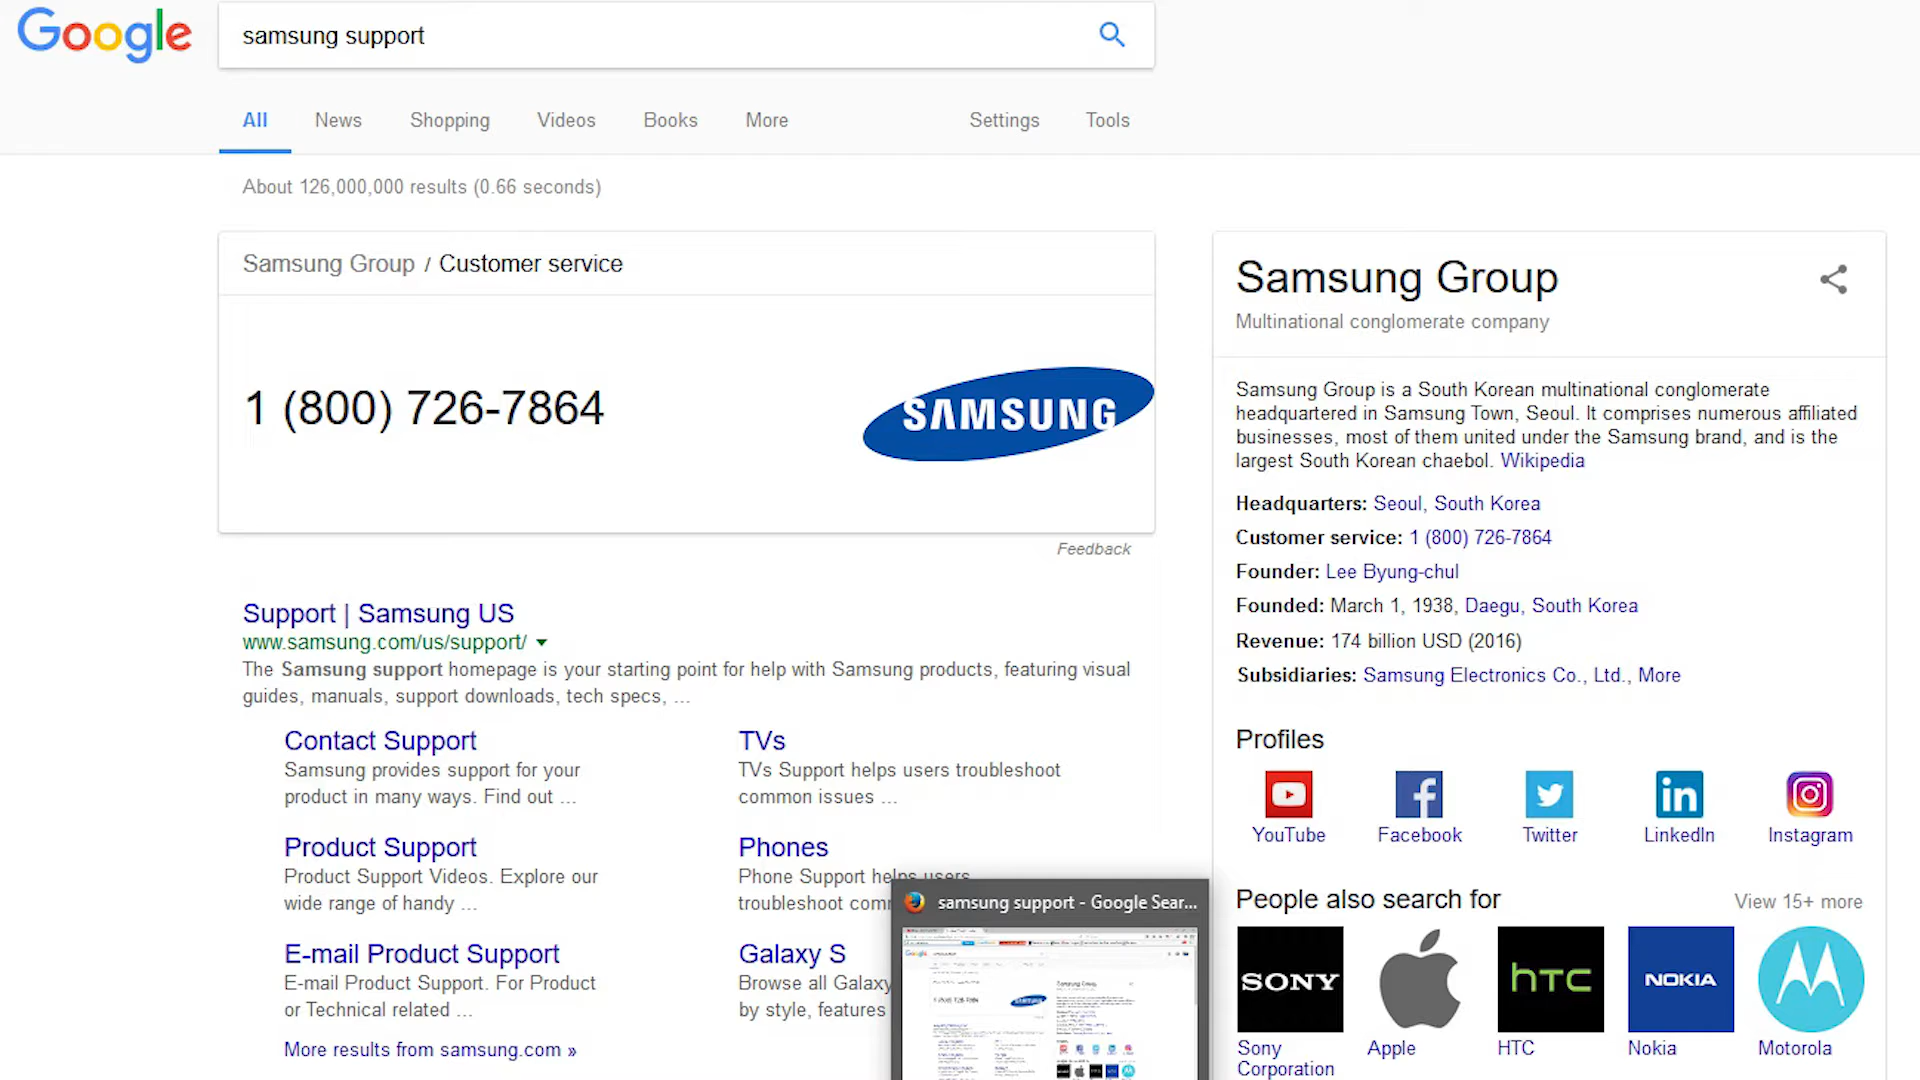 Google
samsung support
All News Shopping Videos Books More Settings Tools
About 126,000,000 results (0.66 seconds)
Samsung Group / Customer service
1 (800) 726-7864
SAMSUNG
Feedback
Support | Samsung US
www.samsung.com/us/support/
The Samsung support homepage is your starting point for help with Samsung products, featuring visual
guides, manuals, support downloads, tech specs, ...
Contact Support
Samsung provides support for your
product in many ways. Find out ...
TVs
TVs Support helps users troubleshoot
common issues ...
Product Support
Product Support Videos. Explore our
wide range of handy ...
Phones
Phone Support helps users
troubleshoot
E-mail Product Support
E-mail Product Support. For Product
or Technical related ...
Galaxy S
Browse all Galaxy
by style, features
More results from samsung.com »
samsung support - Google Sear...
Samsung Group
Multinational conglomerate company
Samsung Group is a South Korean multinational conglomerate
headquartered in Samsung Town, Seoul. It comprises numerous affiliated
businesses, most of them united under the Samsung brand, and is the
largest South Korean chaebol. Wikipedia
Headquarters: Seoul, South Korea
Customer service: 1 (800) 726-7864
Founder: Lee Byung-chul
Founded: March 1, 1938, Daegu, South Korea
Revenue: 174 billion USD (2016)
Subsidiaries: Samsung Electronics Co., Ltd., More
Profiles
YouTube Facebook Twitter LinkedIn Instagram
People also search for View 15+ more
SONY hTC NOKIA
Sony Apple HTC Nokia Motorola
Corporation